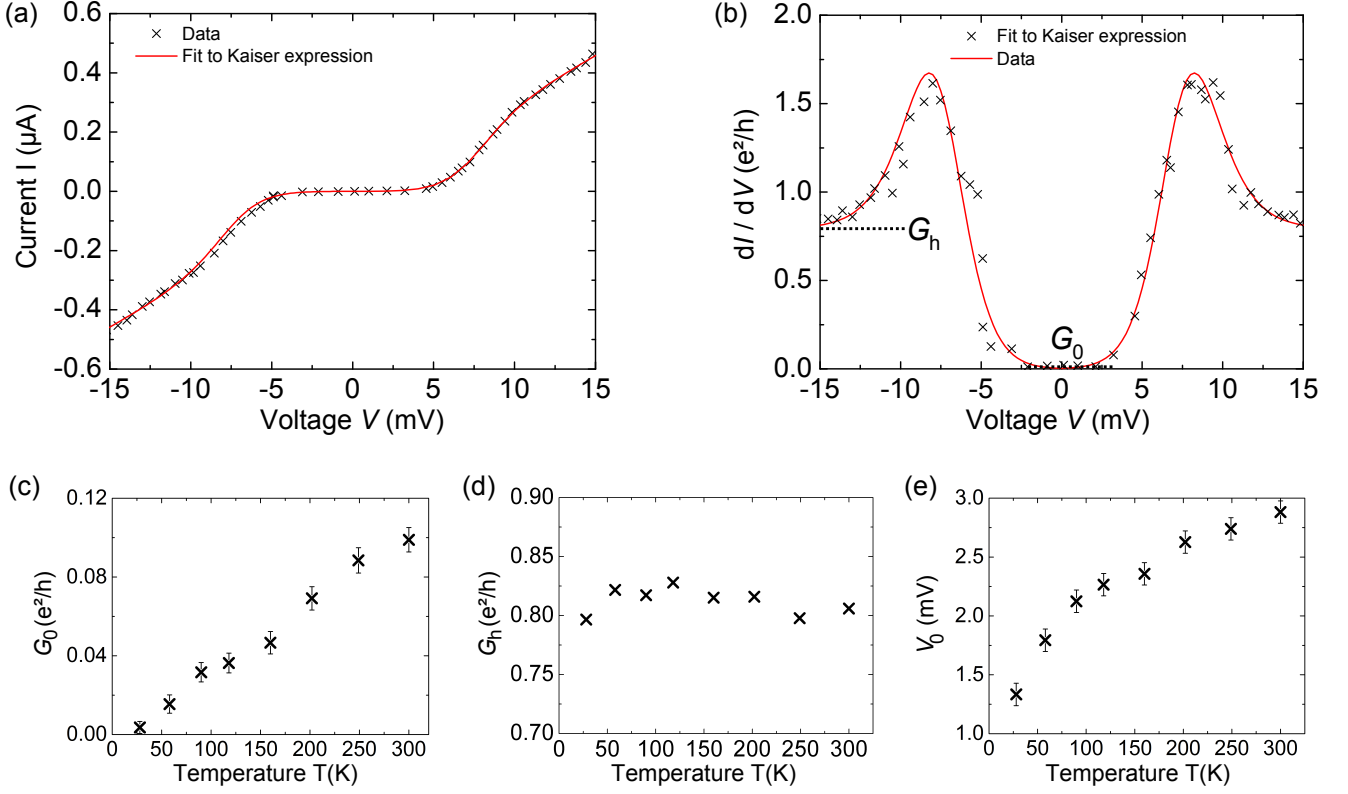 (a)
0.6
0.4
0.2
0.0
-0.2
-0.4
-0.6
Current I (µA)
Data
Fit to Kaiser expression
-15 -10 -5 0 5 10 15
Voltage V (mV)
(b)
2.0
1.5
1.0
0.5
0.0
dI / dV (e²/h)
Fit to Kaiser expression
Data
Gh
G0
-15 -10 -5 0 5 10 15
Voltage V (mV)
(c)
0.12
0.08
0.04
0.00
G0 (e²/h)
0 50 100 150 200 250 300
Temperature T(K)
(d)
0.90
0.85
0.80
0.75
0.70
Gh (e²/h)
0 50 100 150 200 250 300
Temperature T(K)
(e)
3.0
2.5
2.0
1.5
1.0
V0 (mV)
0 50 100 150 200 250 300
Temperature T(K)